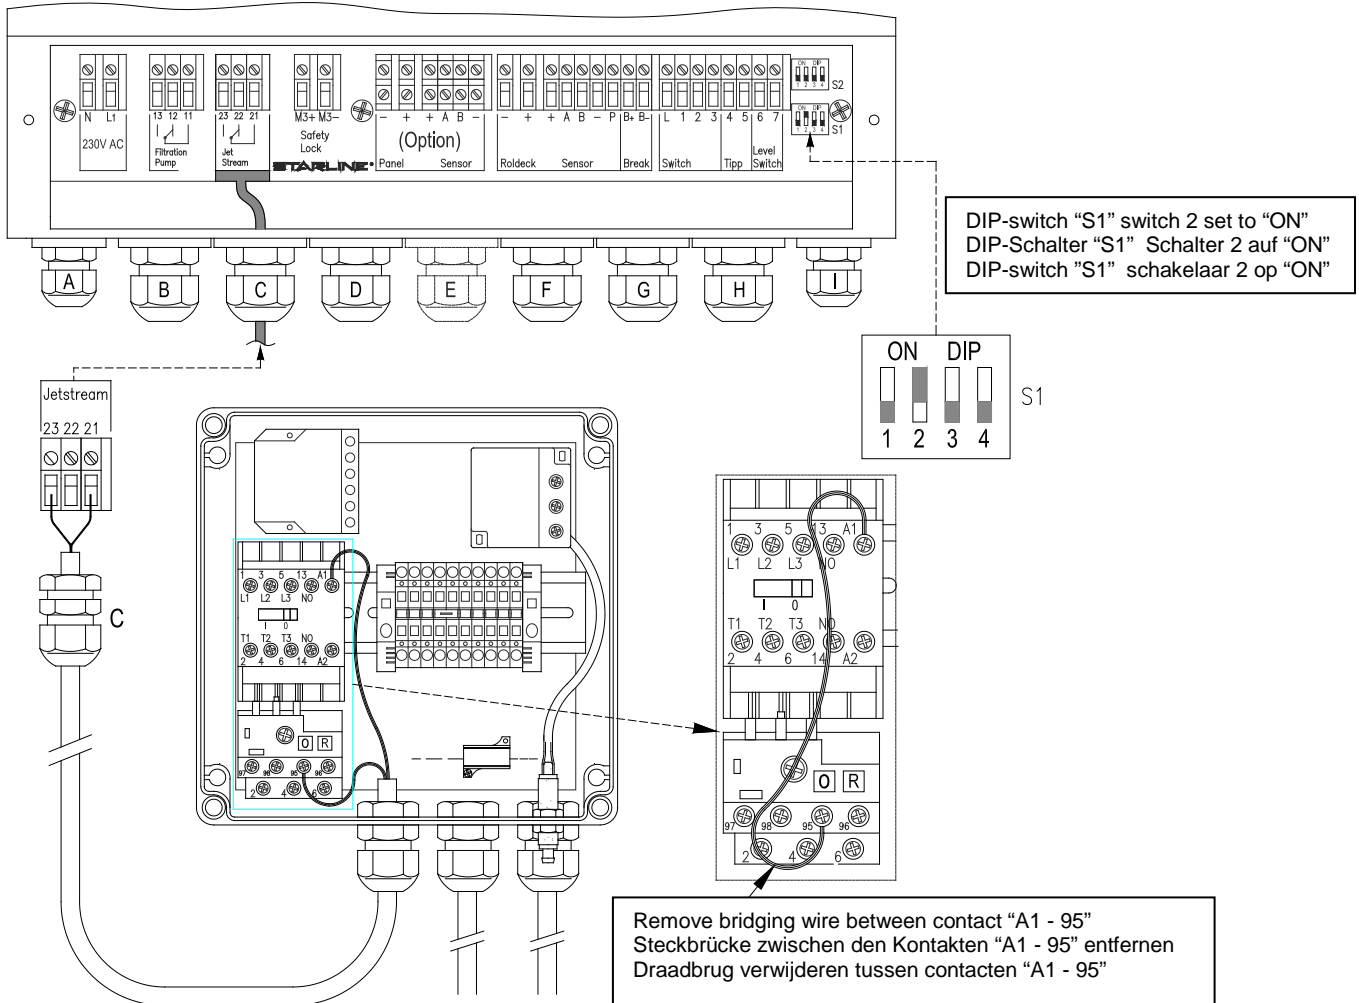 ON DIP
1 2 3 4
S2
ON DIP
1 2 3 4
S1
N L1
230V AC
13 12 11
Filtration
Pump
23 22 21
Jet
Stream
M3+ M3-
Safety
Lock
STARLINE
- + + A B -
(Option)
Panel Sensor
- + + A B - P B+ B- L 1 2 3 4 5 6 7
Roldeck Sensor Break Switch Tipp Level
Switch
A B C D E F G H I
DIP-switch “S1” switch 2 set to “ON”
DIP-Schalter “S1” Schalter 2 auf “ON”
DIP-switch ”S1” schakelaar 2 op “ON”
ON DIP
S1
1 2 3 4
Jetstream
23 22 21
C
1 3 5 13 A1
L1 L2 L3 NO
I 0
T1 T2 T3 NO
2 4 6 14 A2
O R
97 98 95 96
2 4 6
1 3 5 13 A1
L1 L2 L3 NO
I 0
T1 T2 T3 NO
2 4 6 14 A2
O R
97 98 95 96
2 4 6
Remove bridging wire between contact “A1 - 95”
Steckbrücke zwischen den Kontakten “A1 - 95” entfernen
Draadbrug verwijderen tussen contacten “A1 - 95”